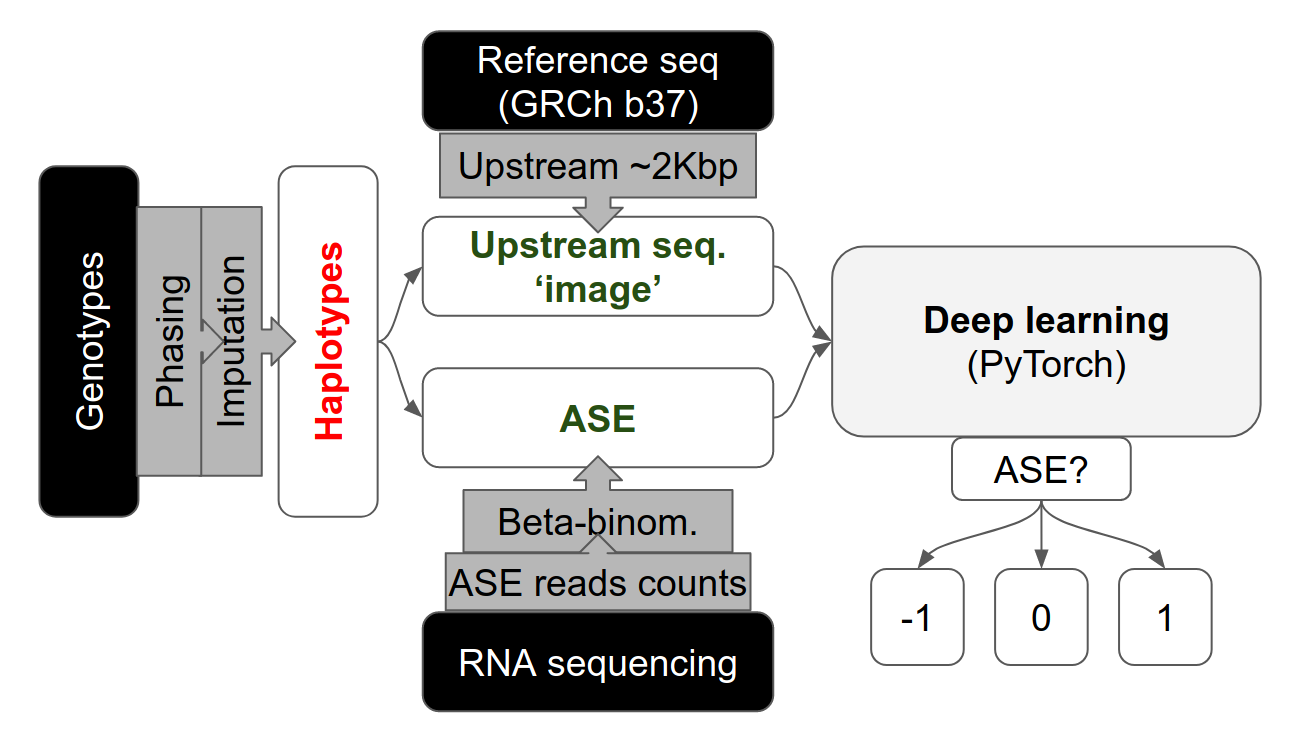 Reference seq
(GRCh b37)
Upstream ~2Kbp
Genotypes
Phasing
Imputation
Haplotypes
Upstream seq.
‘image’
ASE
Beta-binom.
ASE reads counts
RNA sequencing
Deep learning
(PyTorch)
ASE?
-1
0
1